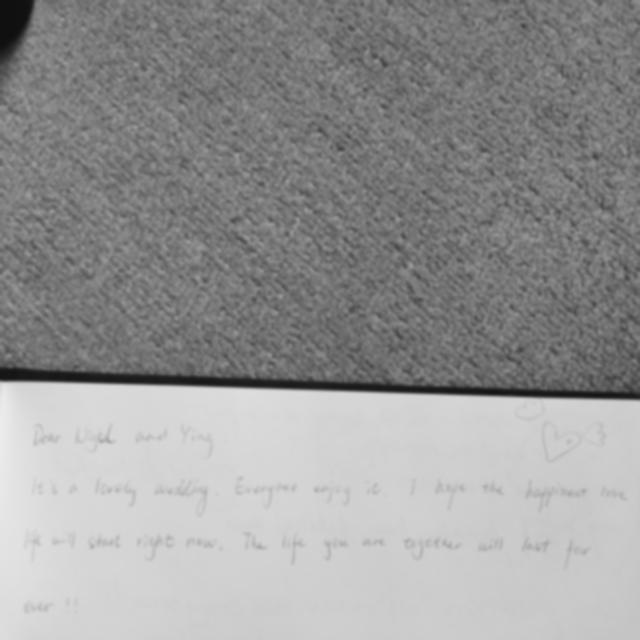 Dear Nigel and Ying
It's a lovely wedding. Everyone enjoy it. I hope the happiest
life will start right now. The life you are together will last for
ever !!